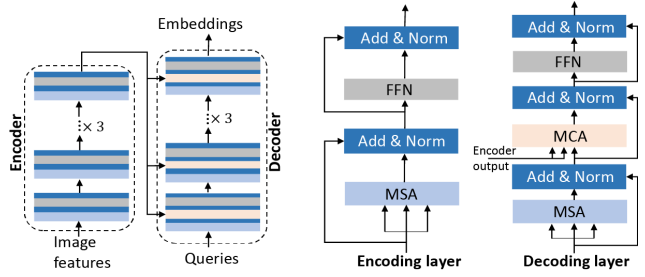 Embeddings
Encoder
⋮× 3
Image
features
⋮× 3
Decoder
Queries
Add & Norm
FFN
Add & Norm
MSA
Encoding layer
Add & Norm
FFN
Add & Norm
MCA
Encoder
output
Add & Norm
MSA
Decoding layer